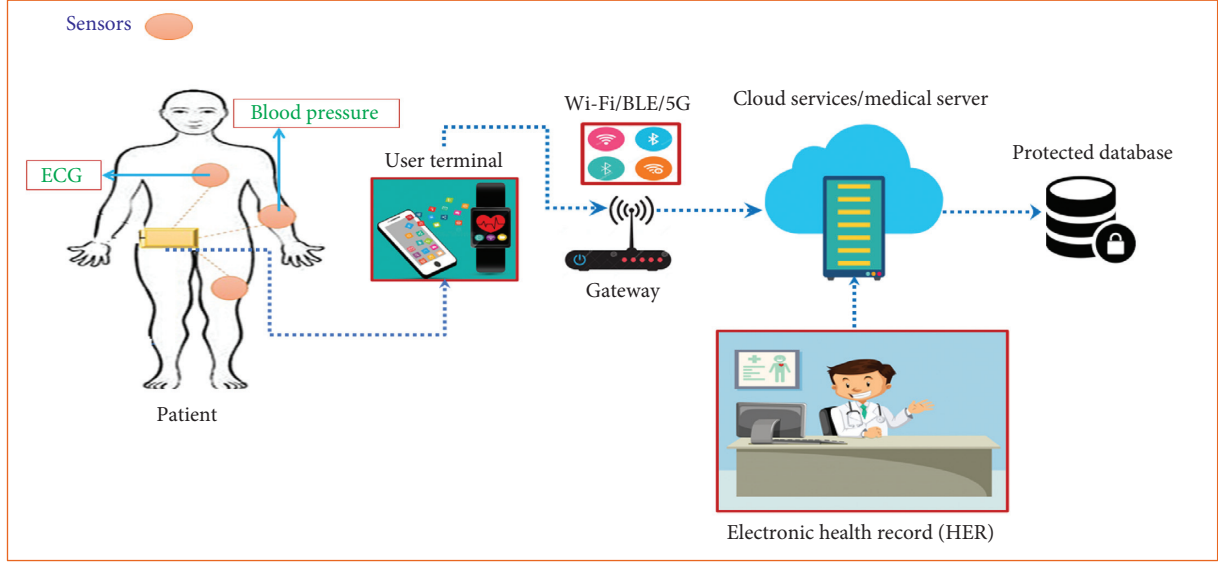 Sensors
Blood pressure
ECG
Patient
User terminal
Wi-Fi/BLE/5G
Gateway
Cloud services/medical server
Protected database
Electronic health record (HER)